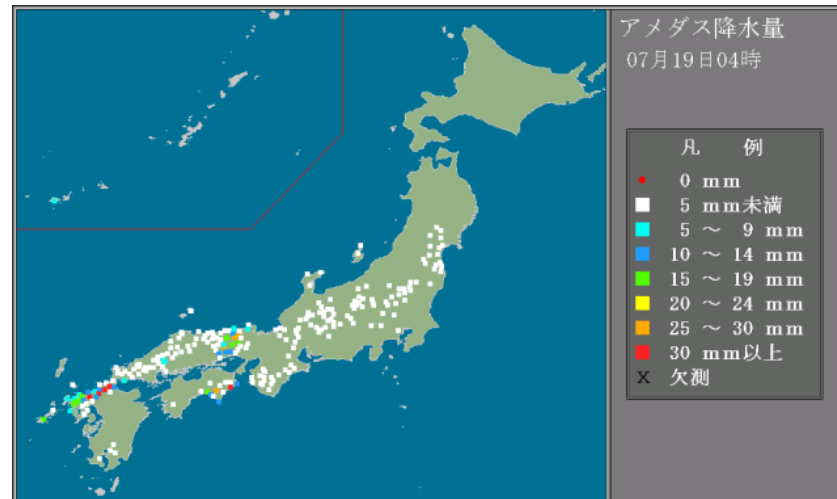 アメダス降水量
07月19日04時
凡　例
0 mm
5 mm未満
5 ～ 9 mm
10 ～ 14 mm
15 ～ 19 mm
20 ～ 24 mm
25 ～ 30 mm
30 mm以上
X 欠測